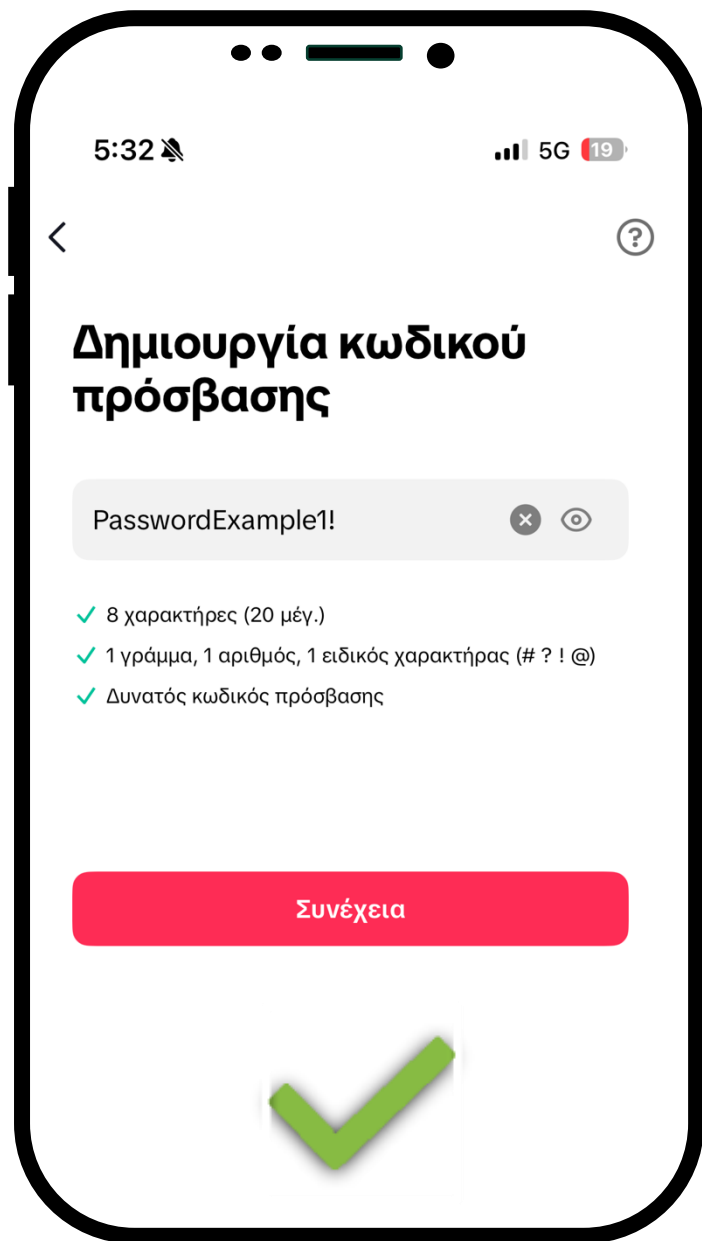 5:32 5G 19
?
Δημιουργία κωδικού
πρόσβασης
PasswordExample1!
8 χαρακτήρες (20 μέγ.)
1 γράμμα, 1 αριθμός, 1 ειδικός χαρακτήρας (# ? ! @)
Δυνατός κωδικός πρόσβασης
Συνέχεια